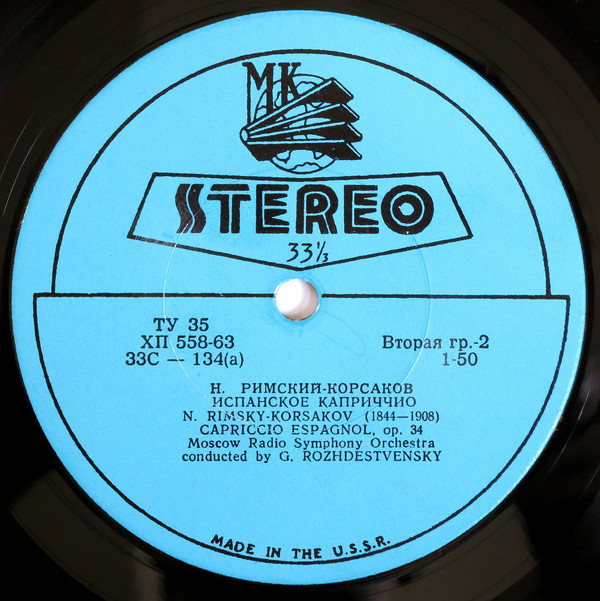 МК
STEREO
33⅓
ТУ 35
ХП 558-63
33С — 134(а)
Вторая гр.-2
1-50
Н. РИМСКИЙ-КОРСАКОВ
ИСПАНСКОЕ КАПРИЧЧИО
N. RIMSKY-KORSAKOV (1844—1908)
CAPRICCIO ESPAGNOL, op. 34
Moscow Radio Symphony Orchestra
conducted by G. ROZHDESTVENSKY
MADE IN THE U.S.S.R.